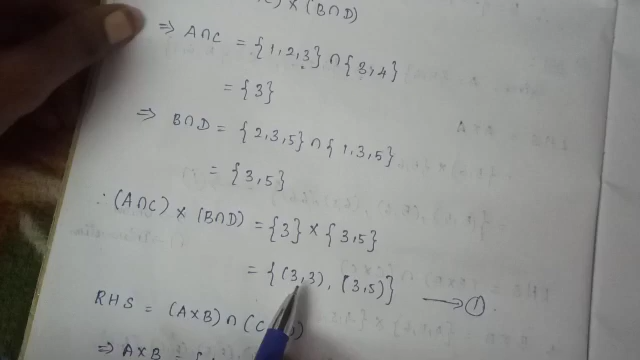 ) × (B∩D)
⇒ A∩C = {1,2,3} ∩ {3,4}
= {3}
⇒ B∩D = {2,3,5} ∩ {1,3,5}
= {3,5}
∴ (A∩C) × (B∩D) = {3} × {3,5}
= {(3,3), (3,5)} ⟶ ①
RHS = (A×B) ∩ (C
⇒ A×B = {